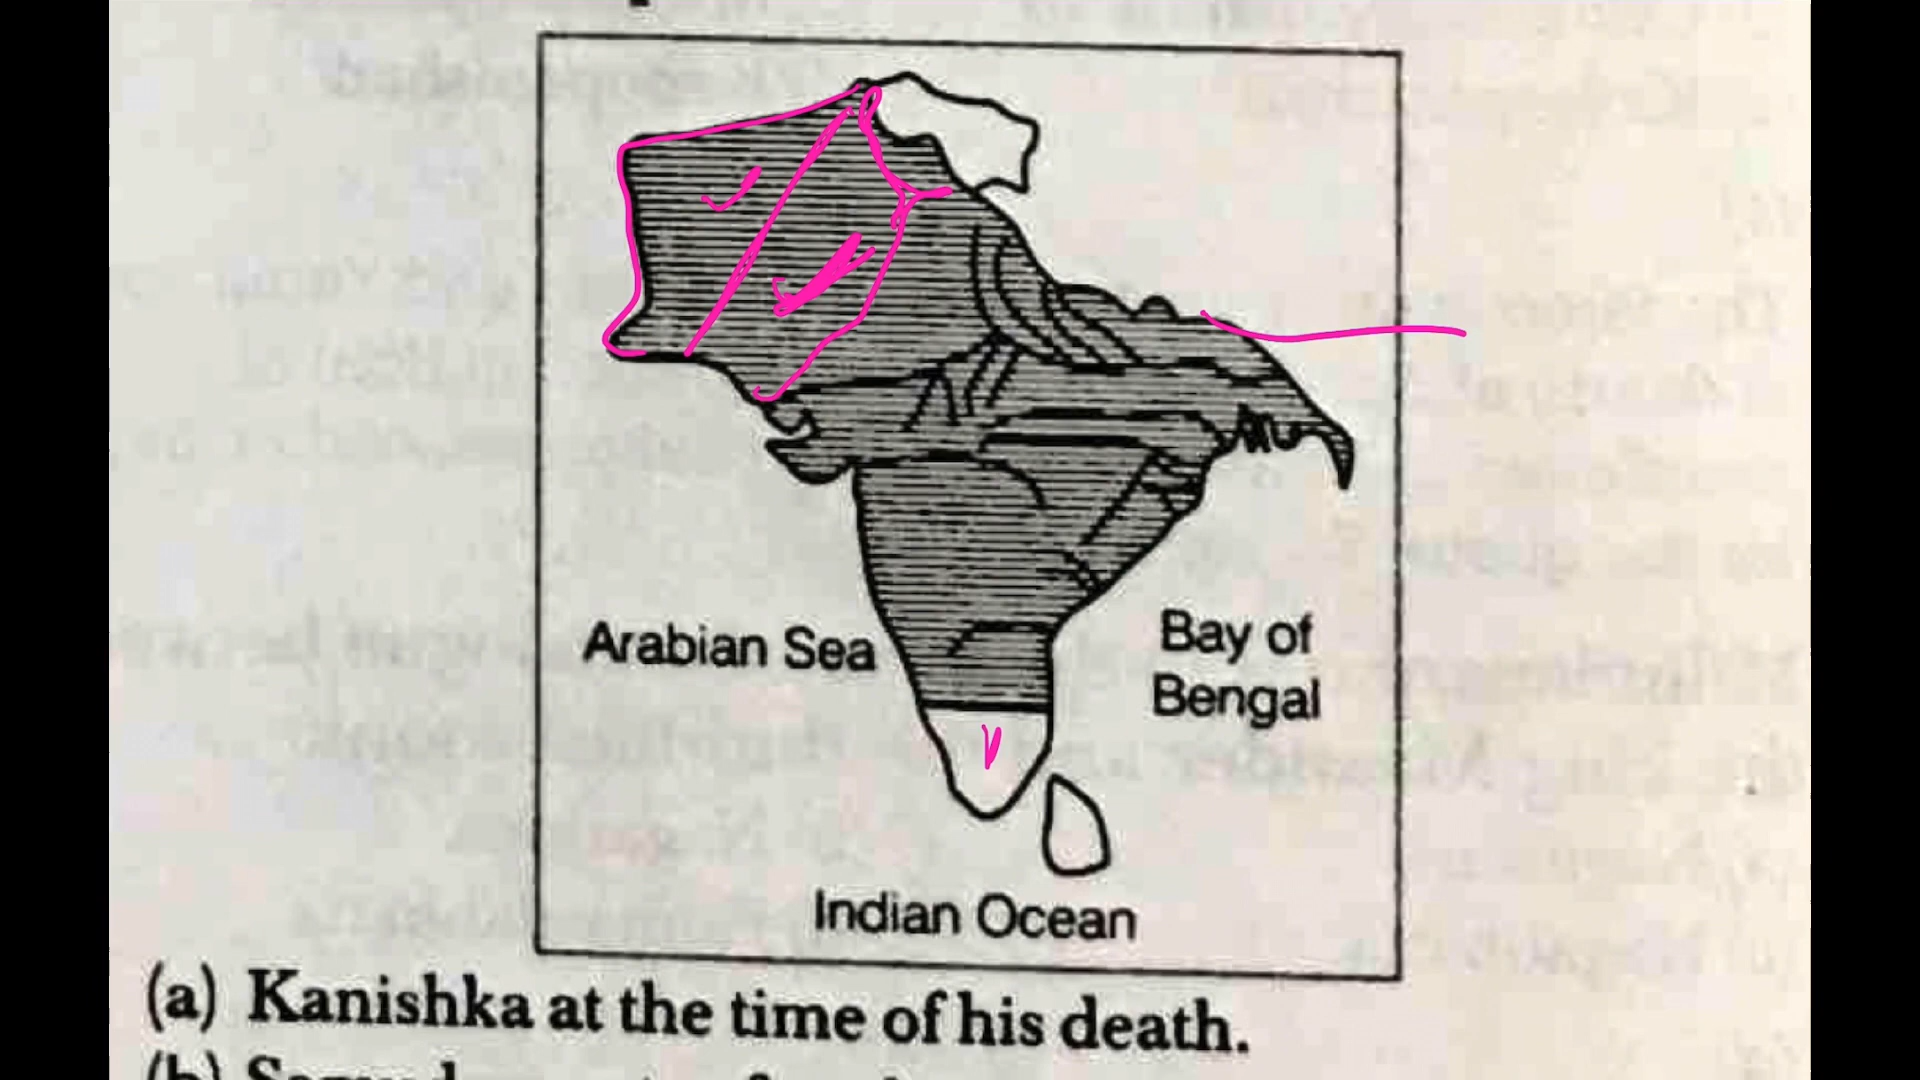 Arabian Sea
Bay of
Bengal
Indian Ocean
(a) Kanishka at the time of his death.
(b)